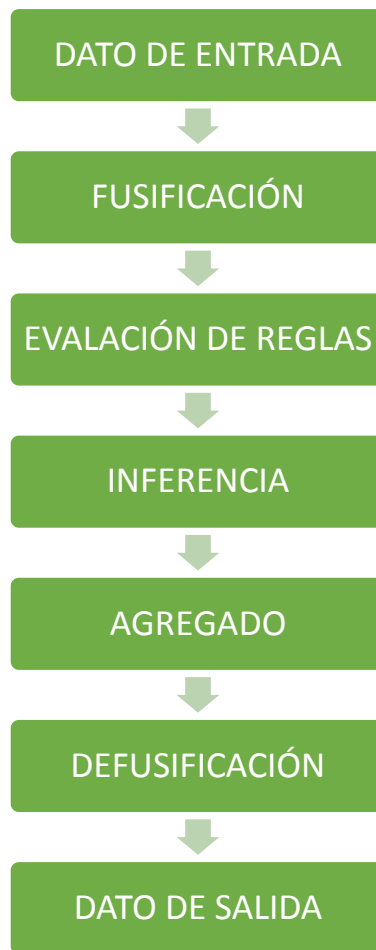 DATO DE ENTRADA
FUSIFICACIÓN
EVALACIÓN DE REGLAS
INFERENCIA
AGREGADO
DEFUSIFICACIÓN
DATO DE SALIDA